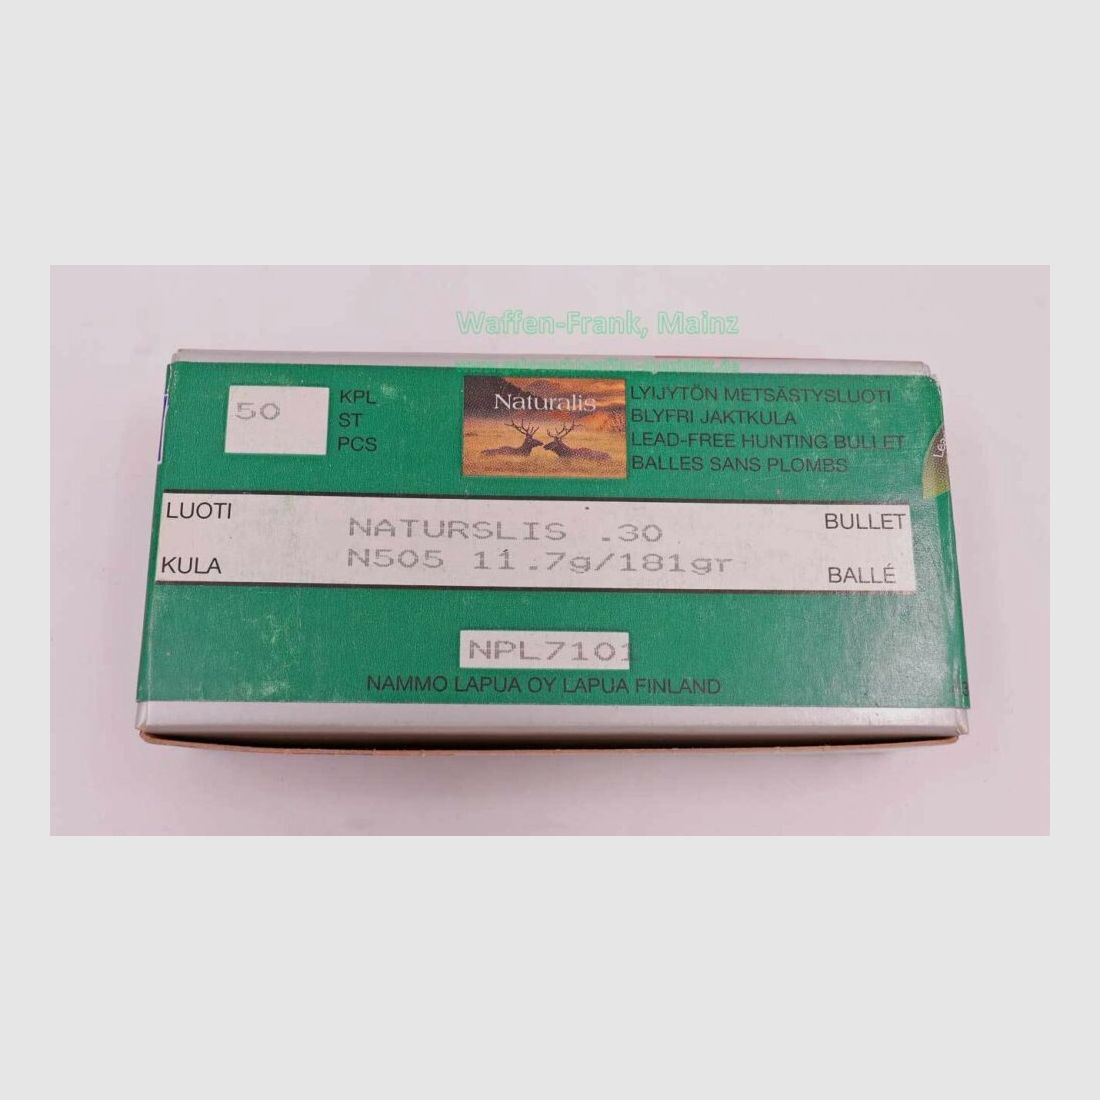 Waffen-Frank, Mainz
50
KPL
ST
PCS
Naturalis
LYIJYTÖN METSÄSTYSLUOTI
BLYFRI JAKTKULA
LEAD-FREE HUNTING BULLET
BALLES SANS PLOMBS
LUOTI
KULA
NATURSLIS .30
N505 11.7g/181gr
BULLET
BALLÉ
NPL7101
NAMMO LAPUA OY LAPUA FINLAND